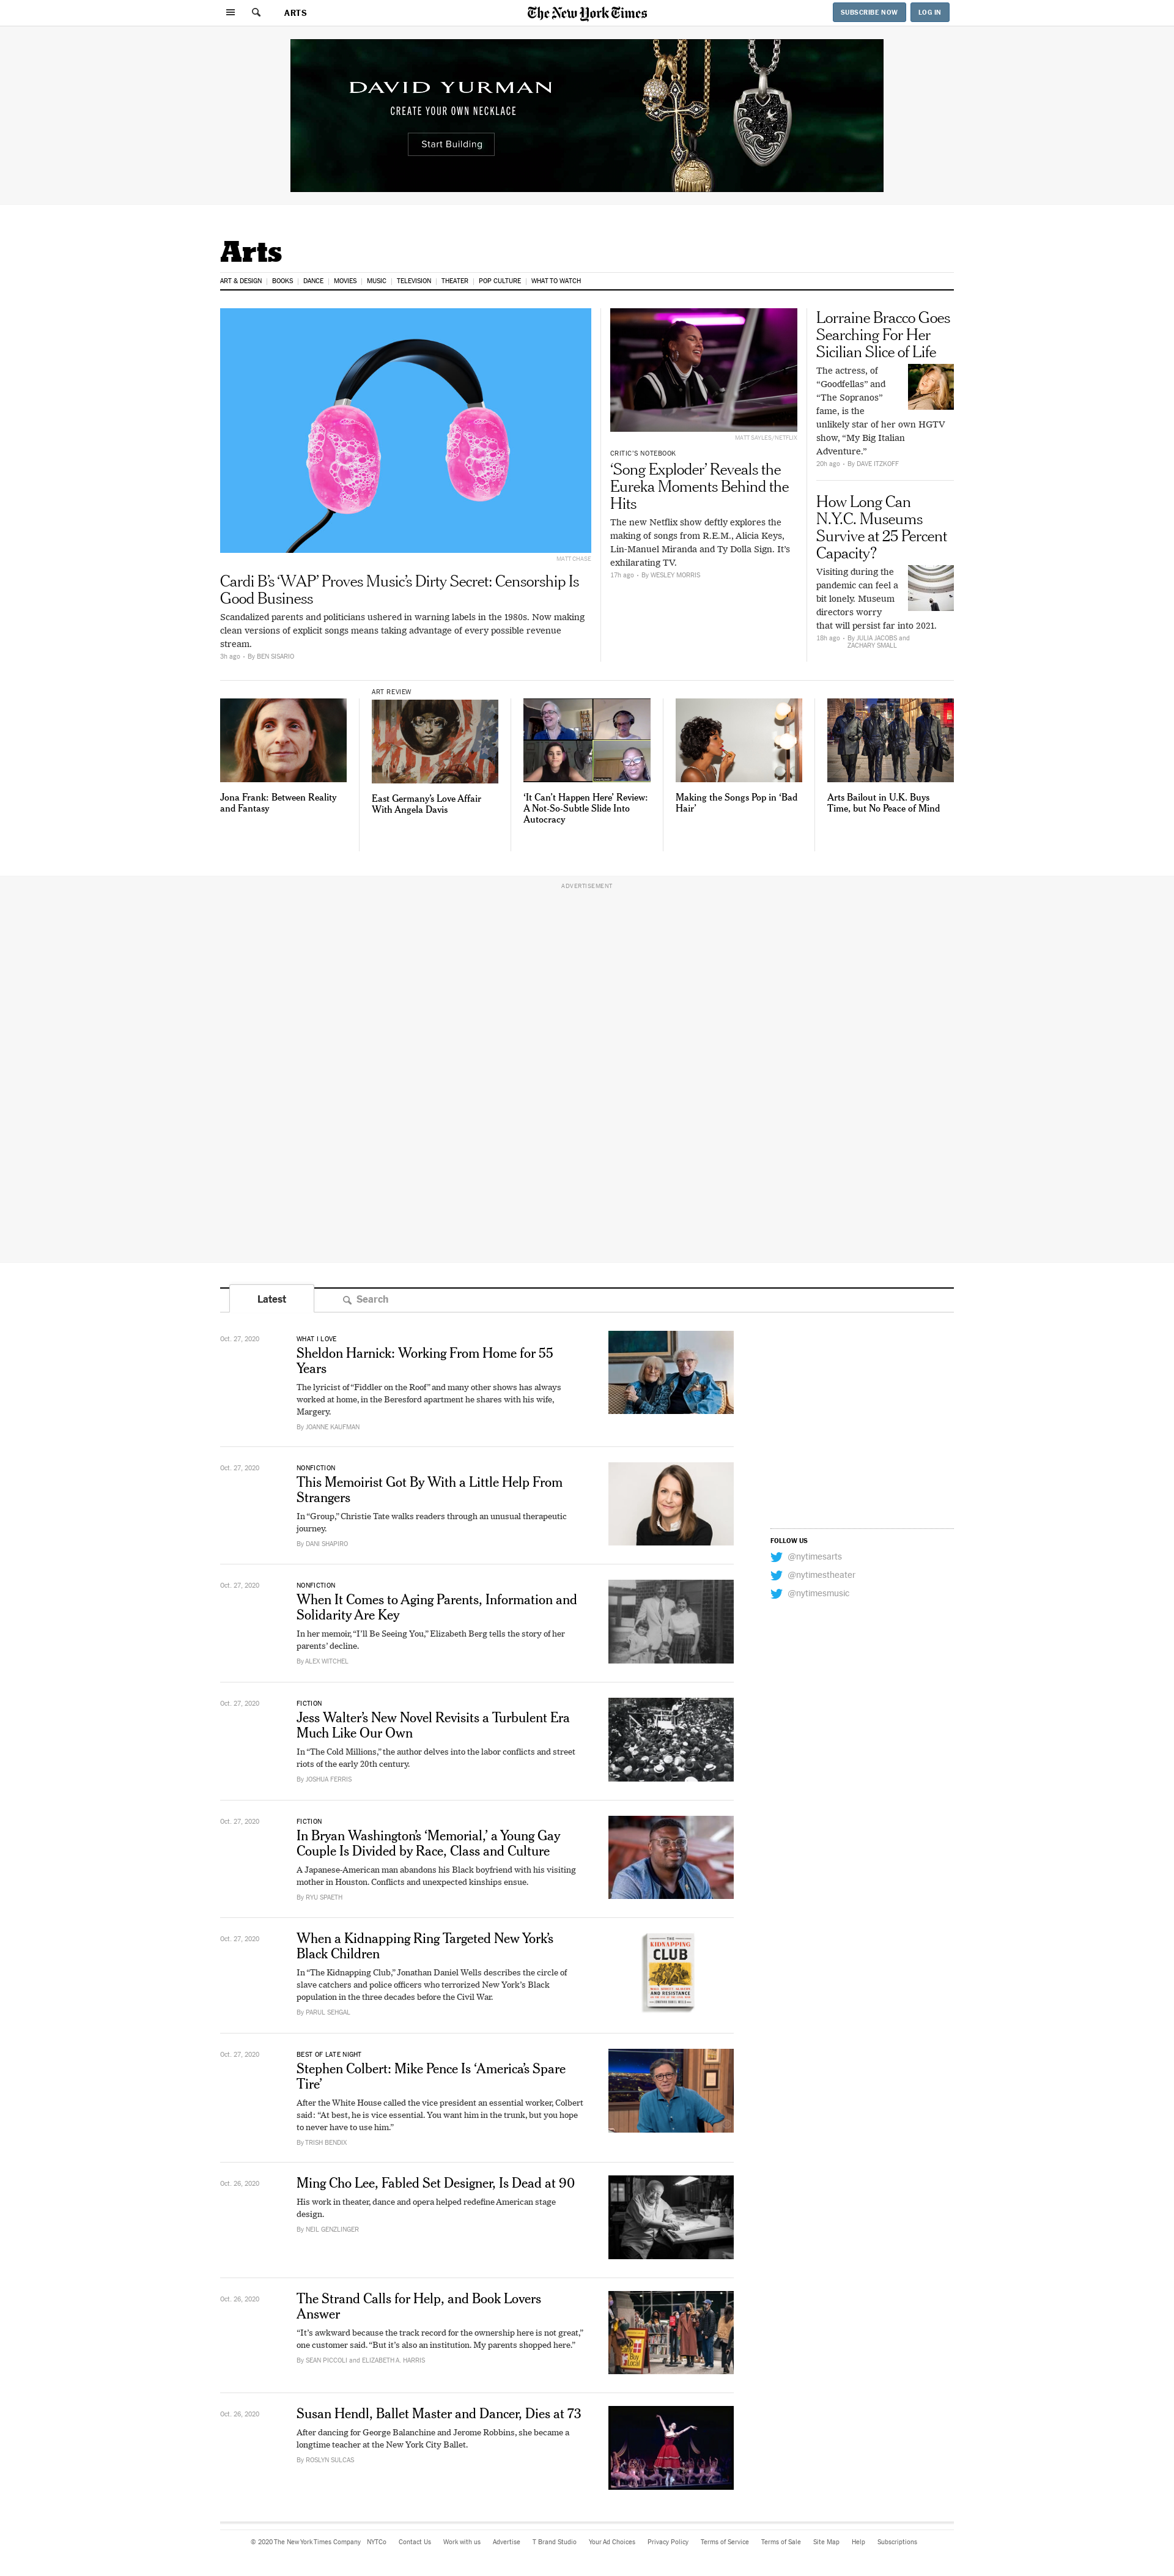 ARTS
The New York Times
SUBSCRIBE NOW
LOG IN
DAVID YURMAN
CREATE YOUR OWN NECKLACE
Start Building
Arts
ART & DESIGN | BOOKS | DANCE | MOVIES | MUSIC | TELEVISION | THEATER | POP CULTURE | WHAT TO WATCH
MATT CHASE
Cardi B’s ‘WAP’ Proves Music’s Dirty Secret: Censorship Is
Good Business
Scandalized parents and politicians ushered in warning labels in the 1980s. Now making
clean versions of explicit songs means taking advantage of every possible revenue
stream.
3h ago - By BEN SISARIO
MATT SAYLES/NETFLIX
CRITIC’S NOTEBOOK
‘Song Exploder’ Reveals the
Eureka Moments Behind the
Hits
The new Netflix show deftly explores the
making of songs from R.E.M., Alicia Keys,
Lin-Manuel Miranda and Ty Dolla Sign. It’s
exhilarating TV.
17h ago - By WESLEY MORRIS
Lorraine Bracco Goes
Searching For Her
Sicilian Slice of Life
The actress, of
“Goodfellas” and
“The Sopranos”
fame, is the
unlikely star of her own HGTV
show, “My Big Italian
Adventure.”
20h ago - By DAVE ITZKOFF
How Long Can
N.Y.C. Museums
Survive at 25 Percent
Capacity?
Visiting during the
pandemic can feel a
bit lonely. Museum
directors worry
that will persist far into 2021.
18h ago - By JULIA JACOBS and
ZACHARY SMALL
Jona Frank: Between Reality
and Fantasy
ART REVIEW
East Germany’s Love Affair
With Angela Davis
‘It Can’t Happen Here’ Review:
A Not-So-Subtle Slide Into
Autocracy
Making the Songs Pop in ‘Bad
Hair’
Arts Bailout in U.K. Buys
Time, but No Peace of Mind
ADVERTISEMENT
Latest
Search
Oct. 27, 2020
WHAT I LOVE
Sheldon Harnick: Working From Home for 55
Years
The lyricist of “Fiddler on the Roof” and many other shows has always
worked at home, in the Beresford apartment he shares with his wife,
Margery.
By JOANNE KAUFMAN
Oct. 27, 2020
NONFICTION
This Memoirist Got By With a Little Help From
Strangers
In “Group,” Christie Tate walks readers through an unusual therapeutic
journey.
By DANI SHAPIRO
Oct. 27, 2020
NONFICTION
When It Comes to Aging Parents, Information and
Solidarity Are Key
In her memoir, “I’ll Be Seeing You,” Elizabeth Berg tells the story of her
parents’ decline.
By ALEX WITCHEL
Oct. 27, 2020
FICTION
Jess Walter’s New Novel Revisits a Turbulent Era
Much Like Our Own
In “The Cold Millions,” the author delves into the labor conflicts and street
riots of the early 20th century.
By JOSHUA FERRIS
Oct. 27, 2020
FICTION
In Bryan Washington’s ‘Memorial,’ a Young Gay
Couple Is Divided by Race, Class and Culture
A Japanese-American man abandons his Black boyfriend with his visiting
mother in Houston. Conflicts and unexpected kinships ensue.
By RYU SPAETH
Oct. 27, 2020
When a Kidnapping Ring Targeted New York’s
Black Children
In “The Kidnapping Club,” Jonathan Daniel Wells describes the circle of
slave catchers and police officers who terrorized New York’s Black
population in the three decades before the Civil War.
By PARUL SEHGAL
THE
KIDNAPPING
CLUB
AND RESISTANCE
Oct. 27, 2020
BEST OF LATE NIGHT
Stephen Colbert: Mike Pence Is ‘America’s Spare
Tire’
After the White House called the vice president an essential worker, Colbert
said: “At best, he is vice essential. You want him in the trunk, but you hope
to never have to use him.”
By TRISH BENDIX
Oct. 26, 2020
Ming Cho Lee, Fabled Set Designer, Is Dead at 90
His work in theater, dance and opera helped redefine American stage
design.
By NEIL GENZLINGER
Oct. 26, 2020
The Strand Calls for Help, and Book Lovers
Answer
“It’s awkward because the track record for the ownership here is not great,”
one customer said. “But it’s also an institution. My parents shopped here.”
By SEAN PICCOLI and ELIZABETH A. HARRIS
Buy
Local
Oct. 26, 2020
Susan Hendl, Ballet Master and Dancer, Dies at 73
After dancing for George Balanchine and Jerome Robbins, she became a
longtime teacher at the New York City Ballet.
By ROSLYN SULCAS
FOLLOW US
@nytimesarts
@nytimestheater
@nytimesmusic
© 2020 The New York Times Company NYTCo Contact Us Work with us Advertise T Brand Studio Your Ad Choices Privacy Policy Terms of Service Terms of Sale Site Map Help Subscriptions